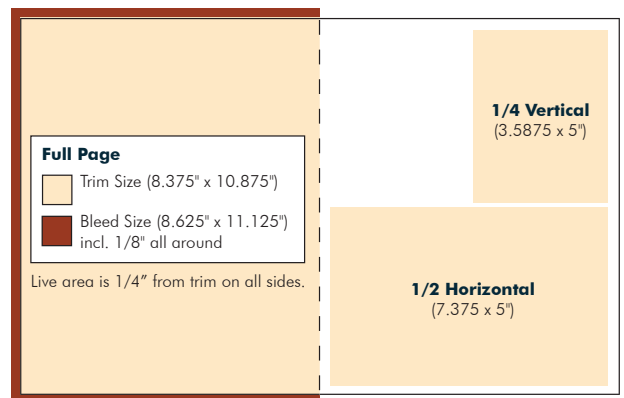 Full Page
Trim Size (8.375" x 10.875")
Bleed Size (8.625" x 11.125")
incl. 1/8" all around
Live area is 1/4” from trim on all sides.
1/4 Vertical
(3.5875 x 5")
1/2 Horizontal
(7.375 x 5")